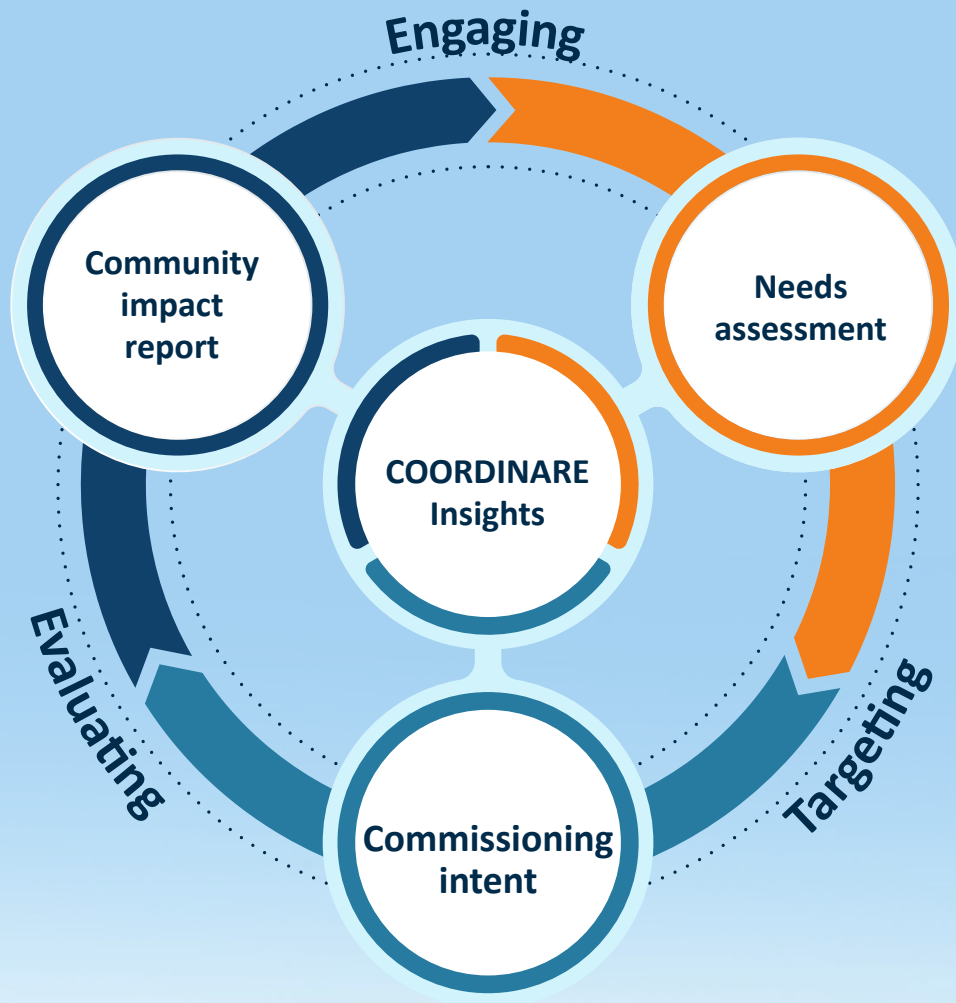 Engaging
Community
impact
report
Needs
assessment
COORDINARE
Insights
Evaluating
Targeting
Commissioning
intent